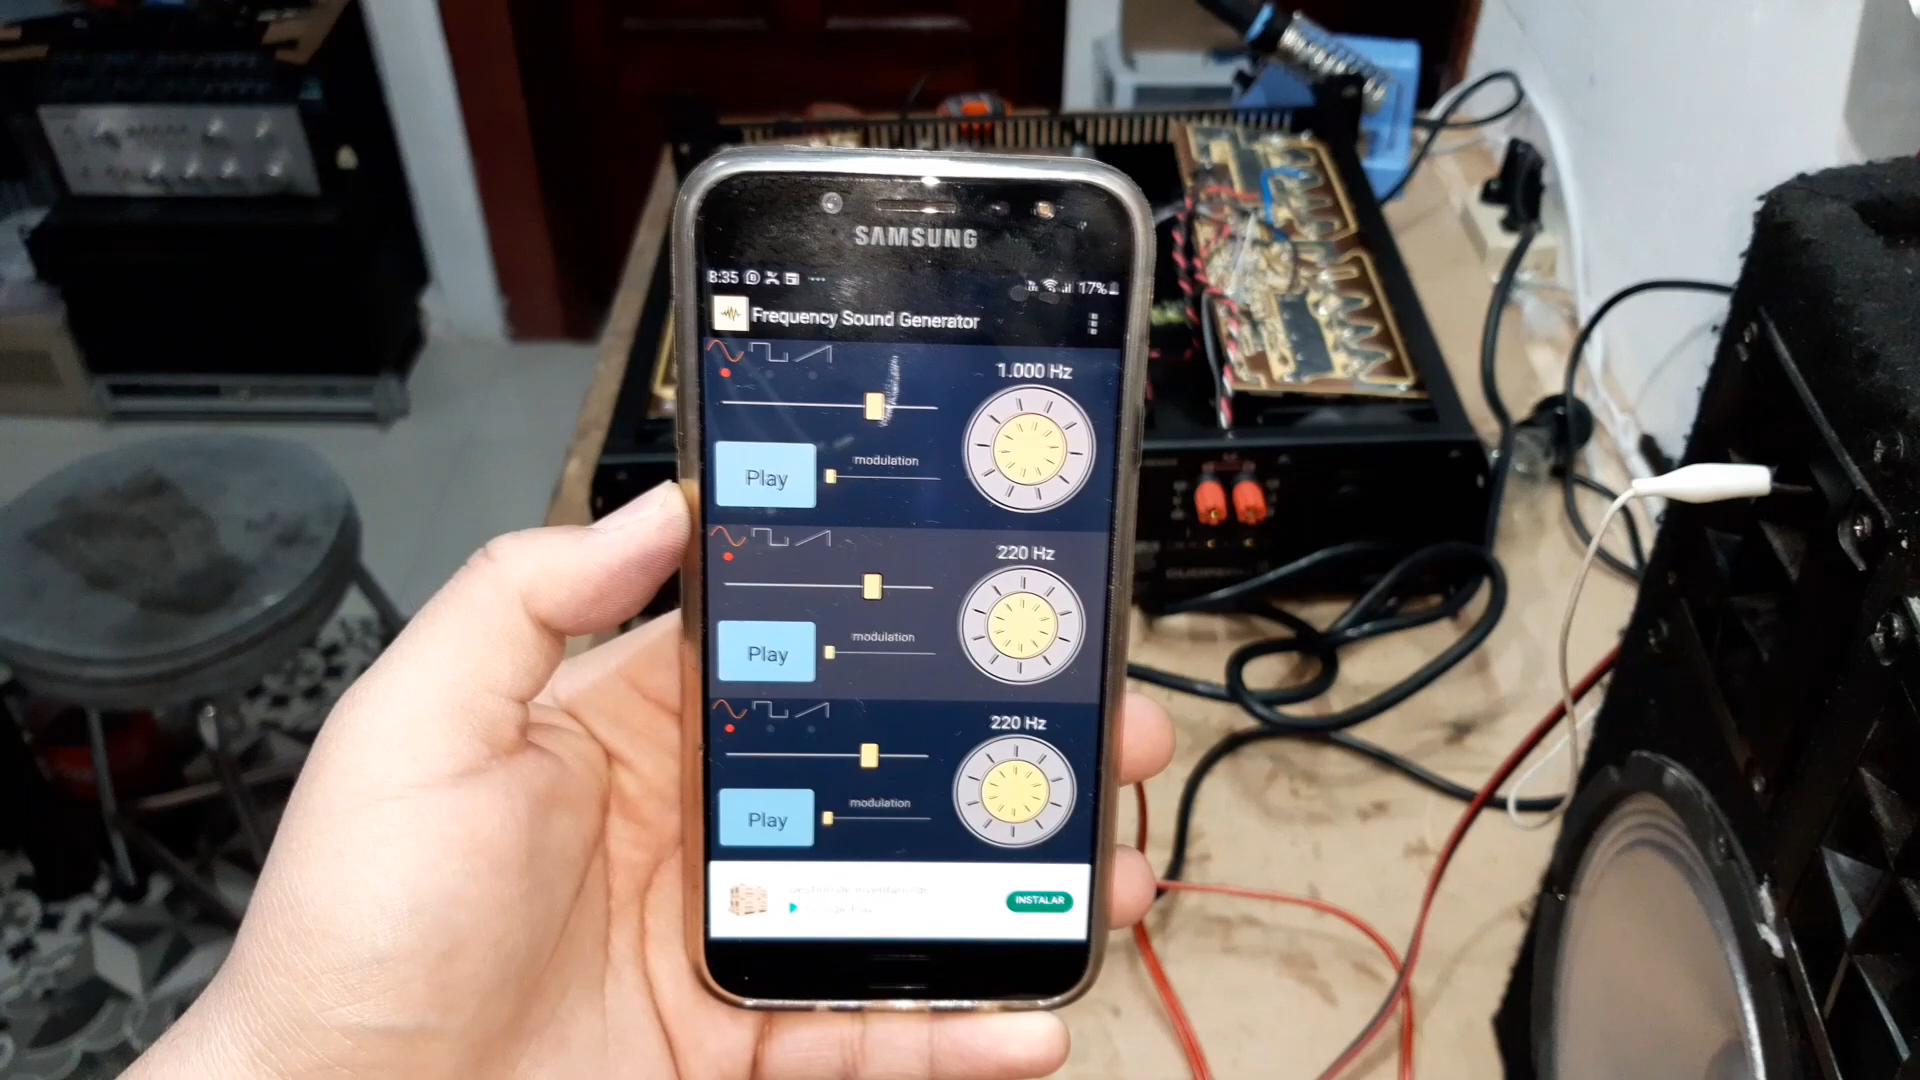 SAMSUNG
8:35
17%
Frequency Sound Generator
1.000 Hz
modulation
Play
220 Hz
modulation
Play
220 Hz
modulation
Play
INSTALAR